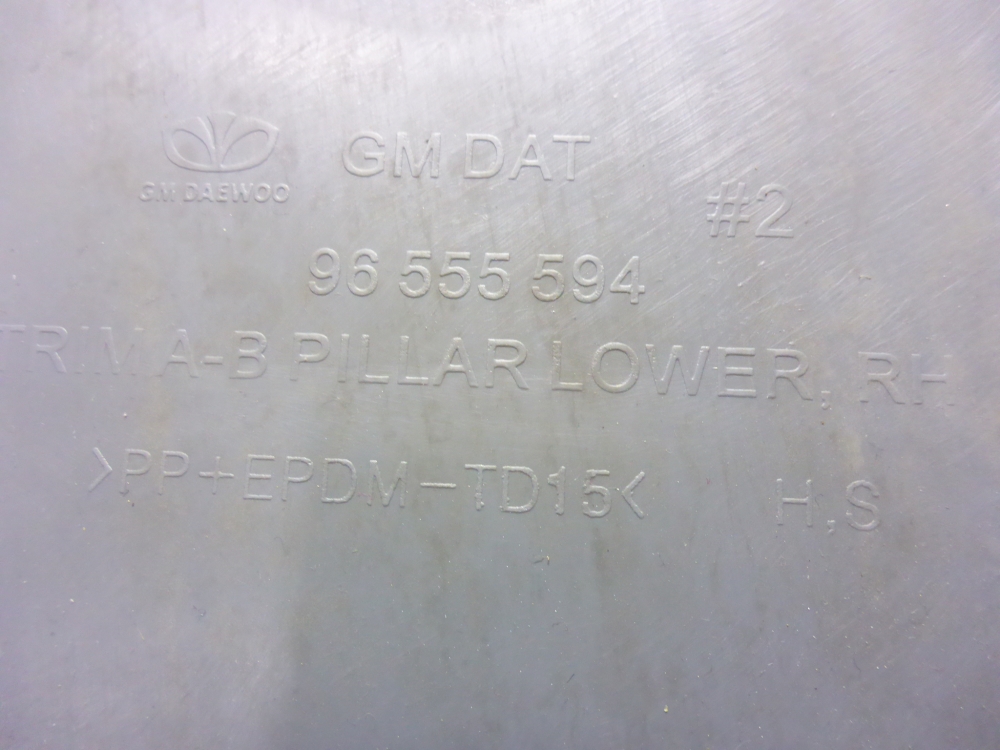 GM DAEWOO
GM DAT
#2
96 555 594
TRIM A-B PILLAR LOWER, RH
>PP+EPDM-TD15< H,S